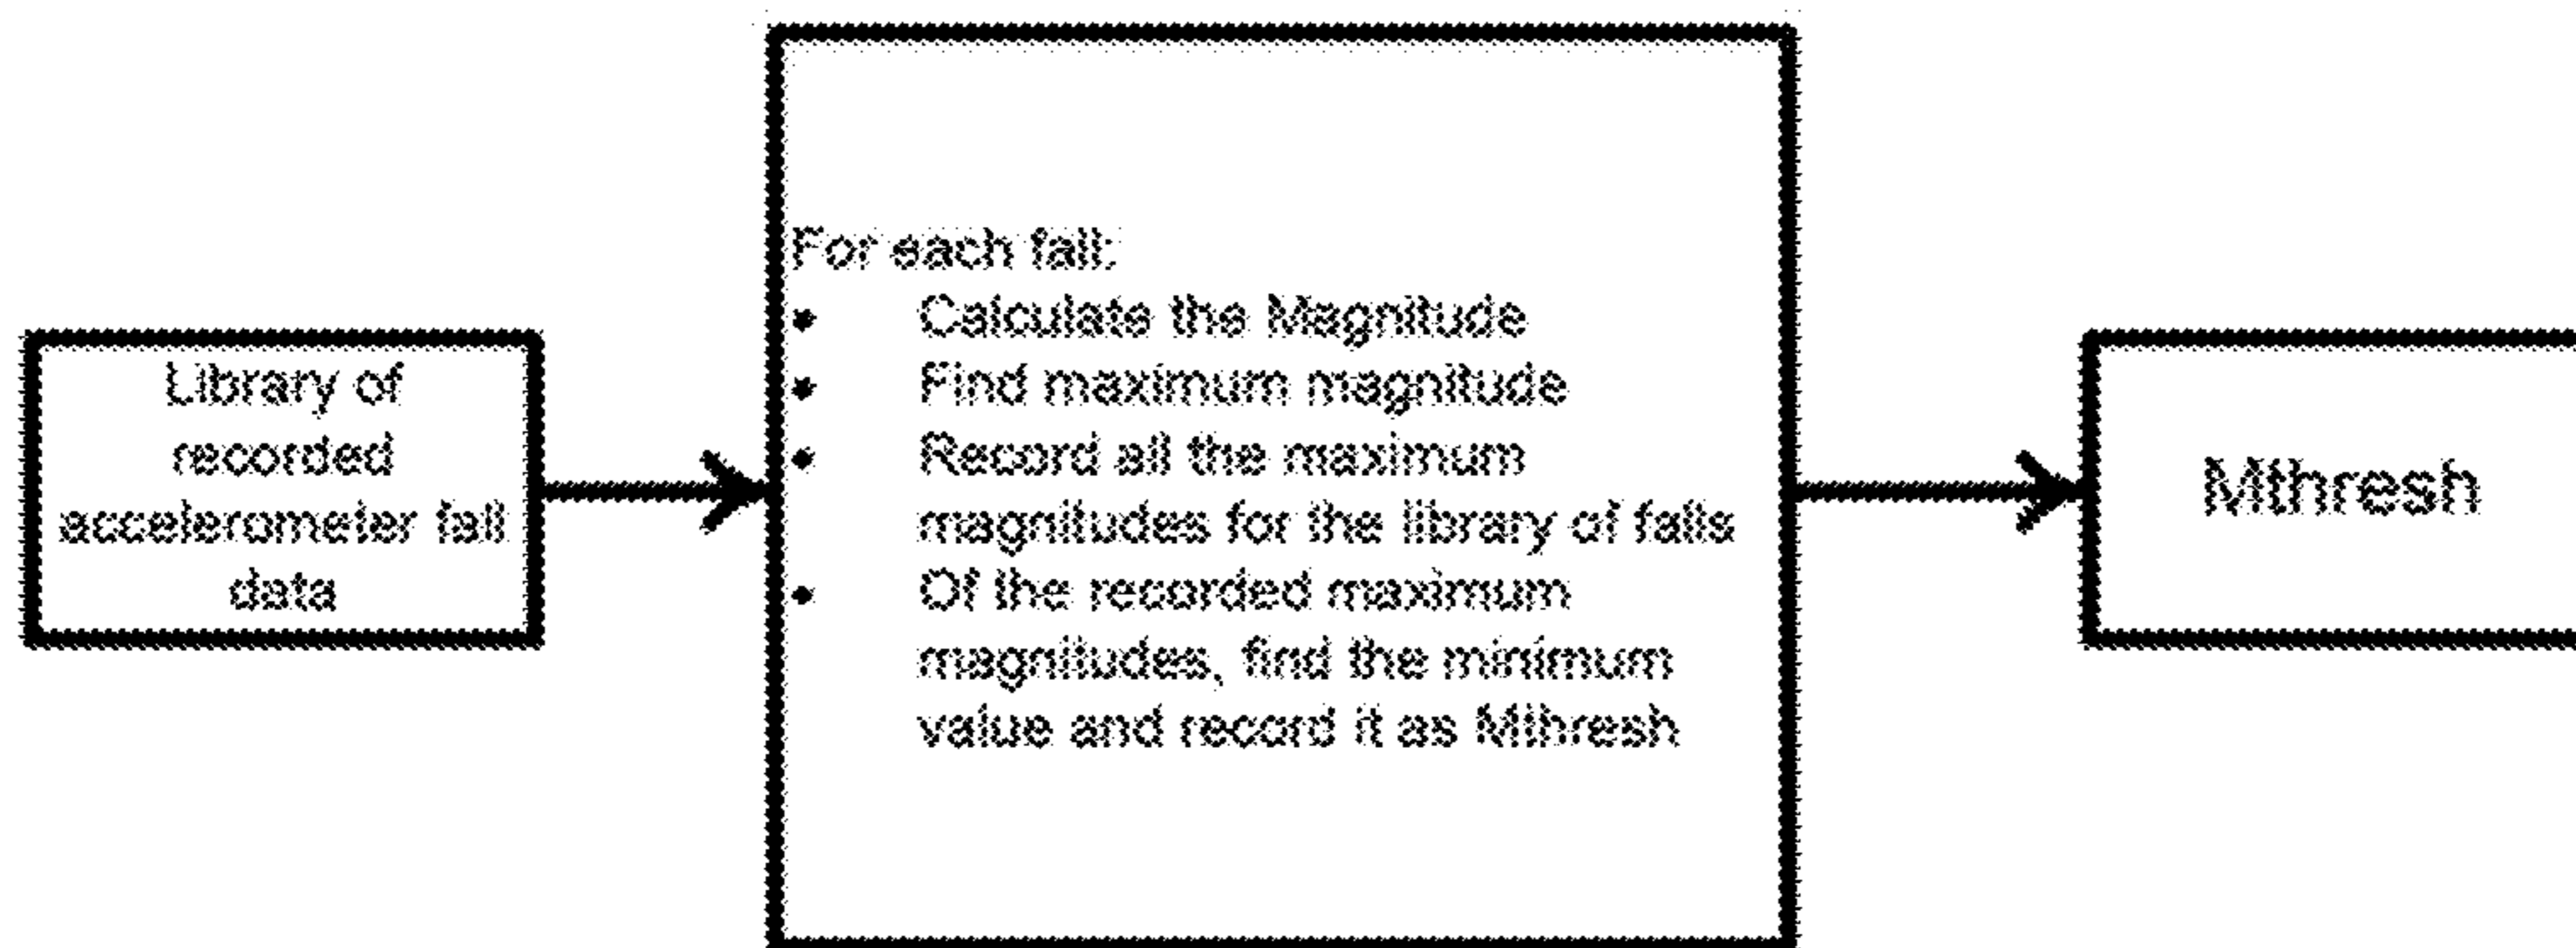 Library of
recorded
accelerometer fall
data
For each fall:
• Calculate the Magnitude
• Find maximum magnitude
• Record all the maximum
magnitudes for the library of falls
• Of the recorded maximum
magnitudes, find the minimum
value and record it as Mthresh
Mthresh